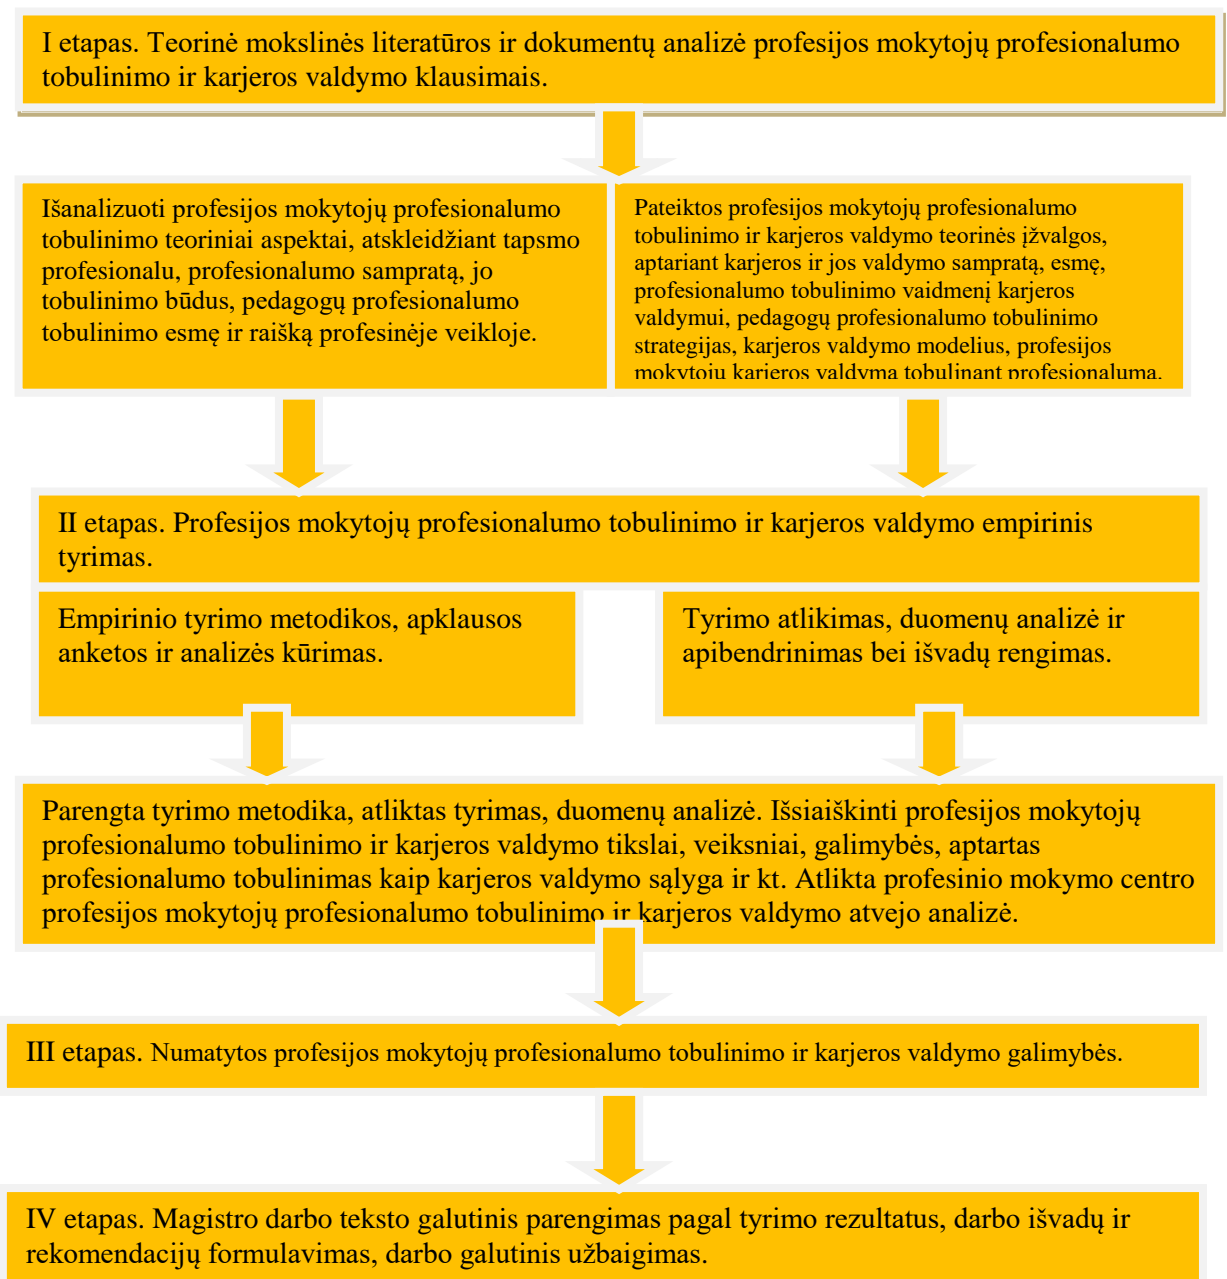 I etapas. Teorinė mokslinės literatūros ir dokumentų analizė profesijos mokytojų profesionalumo
tobulinimo ir karjeros valdymo klausimais.
Išanalizuoti profesijos mokytojų profesionalumo
tobulinimo teoriniai aspektai, atskleidžiant tapsmo
profesionalu, profesionalumo sampratą, jo
tobulinimo būdus, pedagogų profesionalumo
tobulinimo esmę ir raišką profesinėje veikloje.
Pateiktos profesijos mokytojų profesionalumo
tobulinimo ir karjeros valdymo teorinės įžvalgos,
aptariant karjeros ir jos valdymo sampratą, esmę,
profesionalumo tobulinimo vaidmenį karjeros
valdymui, pedagogų profesionalumo tobulinimo
strategijas, karjeros valdymo modelius, profesijos
mokytojų karjeros valdymą tobulinant profesionalumą.
II etapas. Profesijos mokytojų profesionalumo tobulinimo ir karjeros valdymo empirinis
tyrimas.
Empirinio tyrimo metodikos, apklausos
anketos ir analizės kūrimas.
Tyrimo atlikimas, duomenų analizė ir
apibendrinimas bei išvadų rengimas.
Parengta tyrimo metodika, atliktas tyrimas, duomenų analizė. Išsiaiškinti profesijos mokytojų
profesionalumo tobulinimo ir karjeros valdymo tikslai, veiksniai, galimybės, aptartas
profesionalumo tobulinimas kaip karjeros valdymo sąlyga ir kt. Atlikta profesinio mokymo centro
profesijos mokytojų profesionalumo tobulinimo ir karjeros valdymo atvejo analizė.
III etapas. Numatytos profesijos mokytojų profesionalumo tobulinimo ir karjeros valdymo galimybės.
IV etapas. Magistro darbo teksto galutinis parengimas pagal tyrimo rezultatus, darbo išvadų ir
rekomendacijų formulavimas, darbo galutinis užbaigimas.